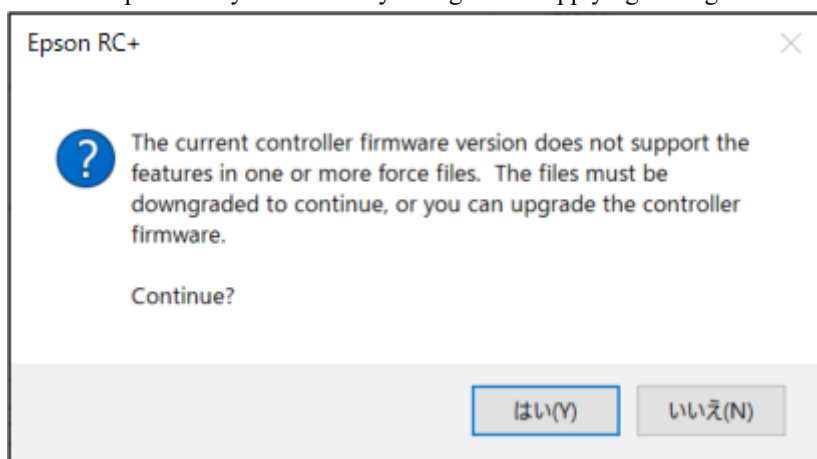 Epson RC+
The current controller firmware version does not support the
features in one or more force files.  The files must be
downgraded to continue, or you can upgrade the controller
firmware.
Continue?
はい(Y)
いいえ(N)